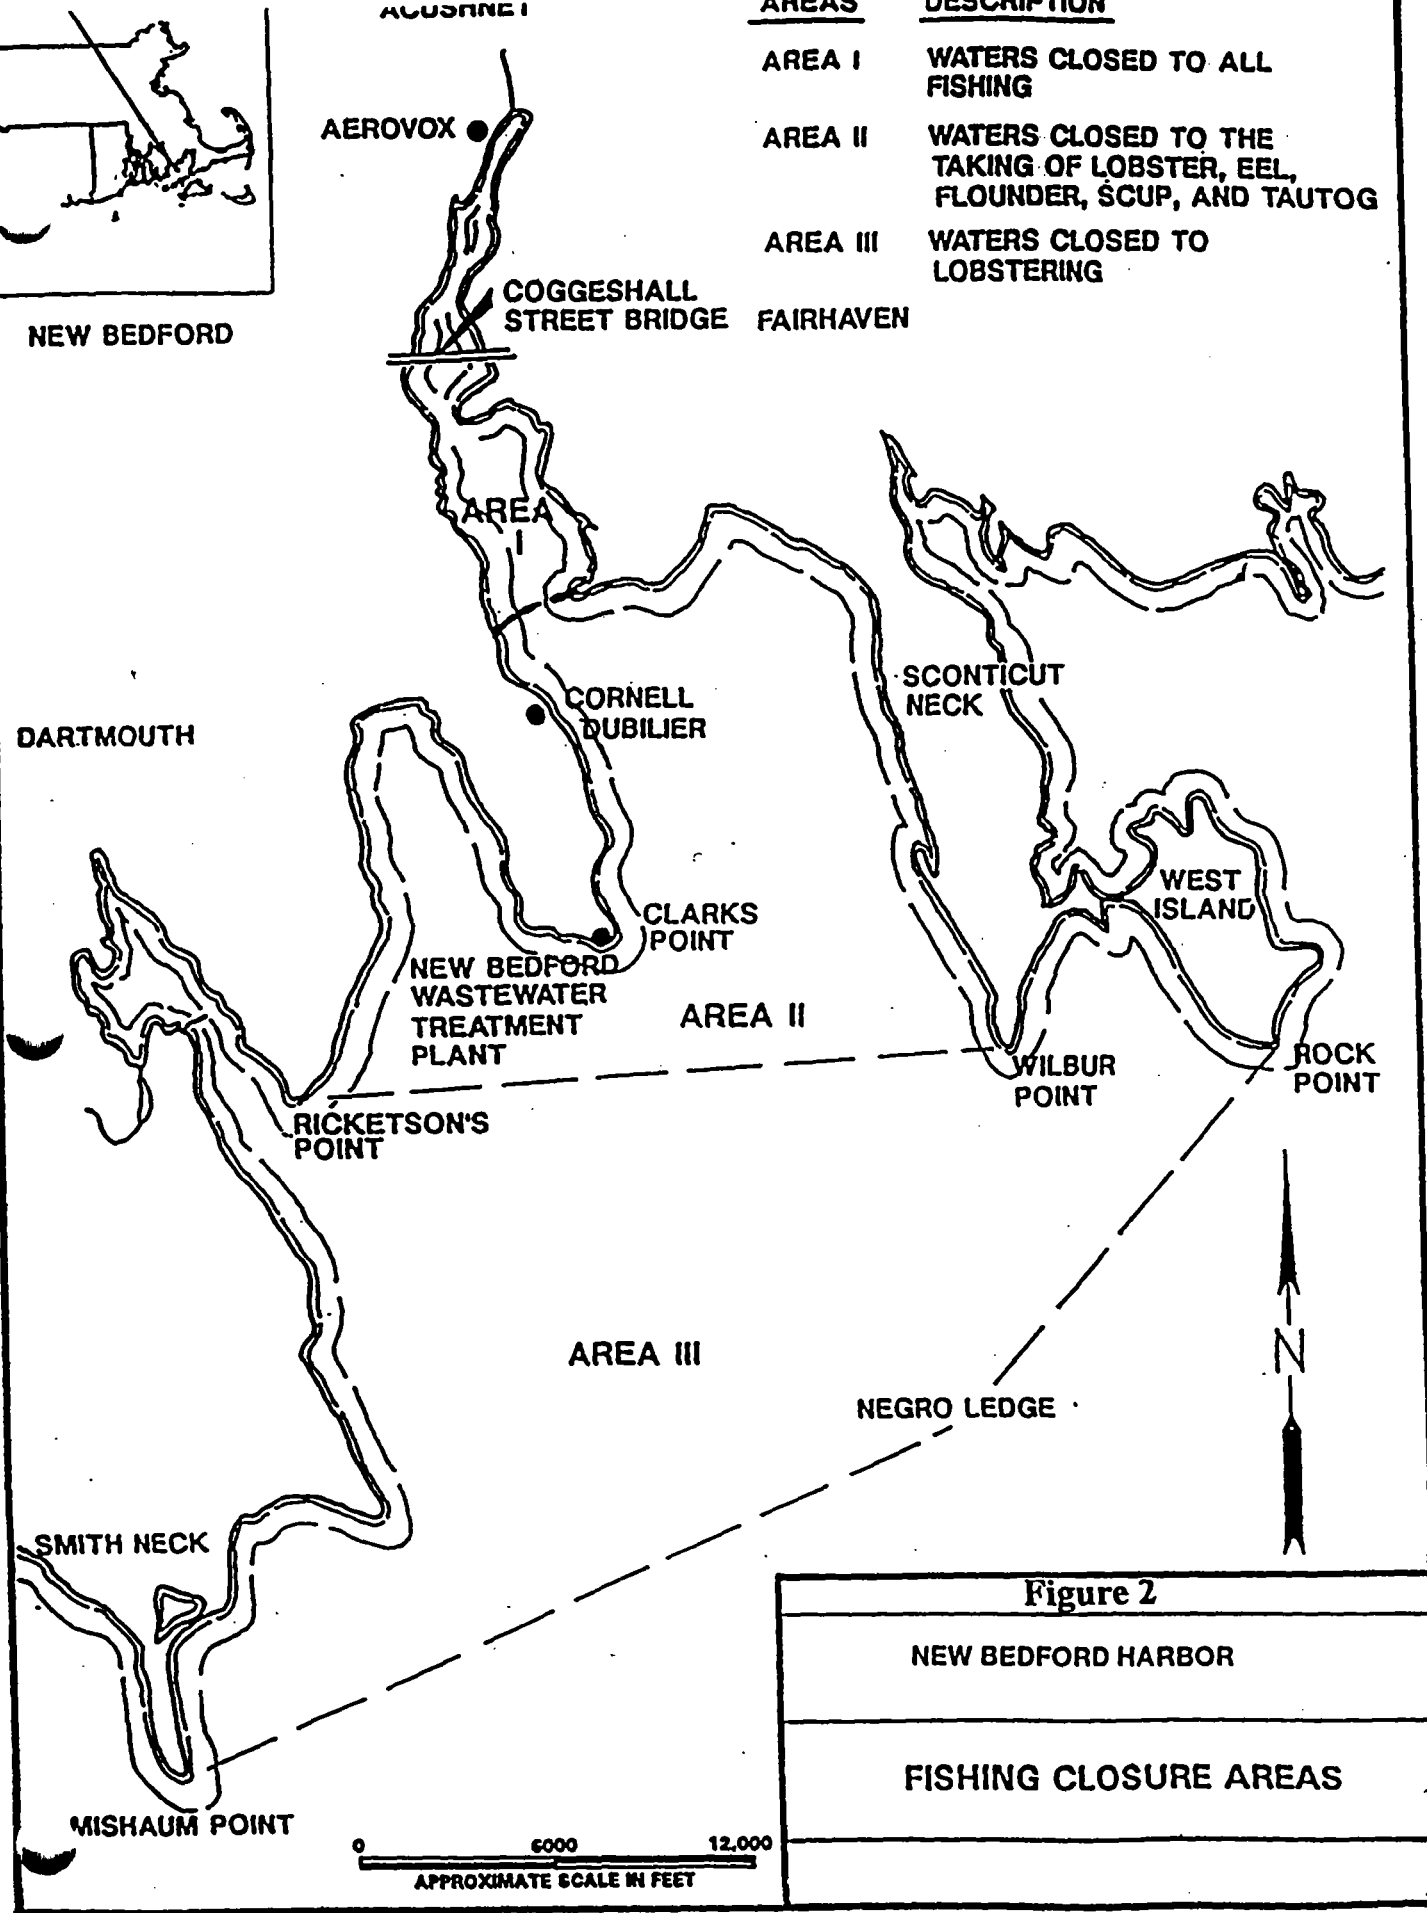 ACUSHNET
AREAS DESCRIPTION
AREA I WATERS CLOSED TO ALL
FISHING
AREA II WATERS CLOSED TO THE
TAKING OF LOBSTER, EEL,
FLOUNDER, SCUP, AND TAUTOG
AREA III WATERS CLOSED TO
LOBSTERING
AEROVOX
COGGESHALL
STREET BRIDGE
FAIRHAVEN
NEW BEDFORD
AREA
I
SCONTICUT
NECK
CORNELL
DUBILIER
DARTMOUTH
WEST
ISLAND
CLARKS
POINT
NEW BEDFORD
WASTEWATER
TREATMENT
PLANT
AREA II
WILBUR
POINT
ROCK
POINT
RICKETSON'S
POINT
AREA III
N
NEGRO LEDGE
SMITH NECK
MISHAUM POINT
0 6000 12,000
APPROXIMATE SCALE IN FEET
Figure 2
NEW BEDFORD HARBOR
FISHING CLOSURE AREAS